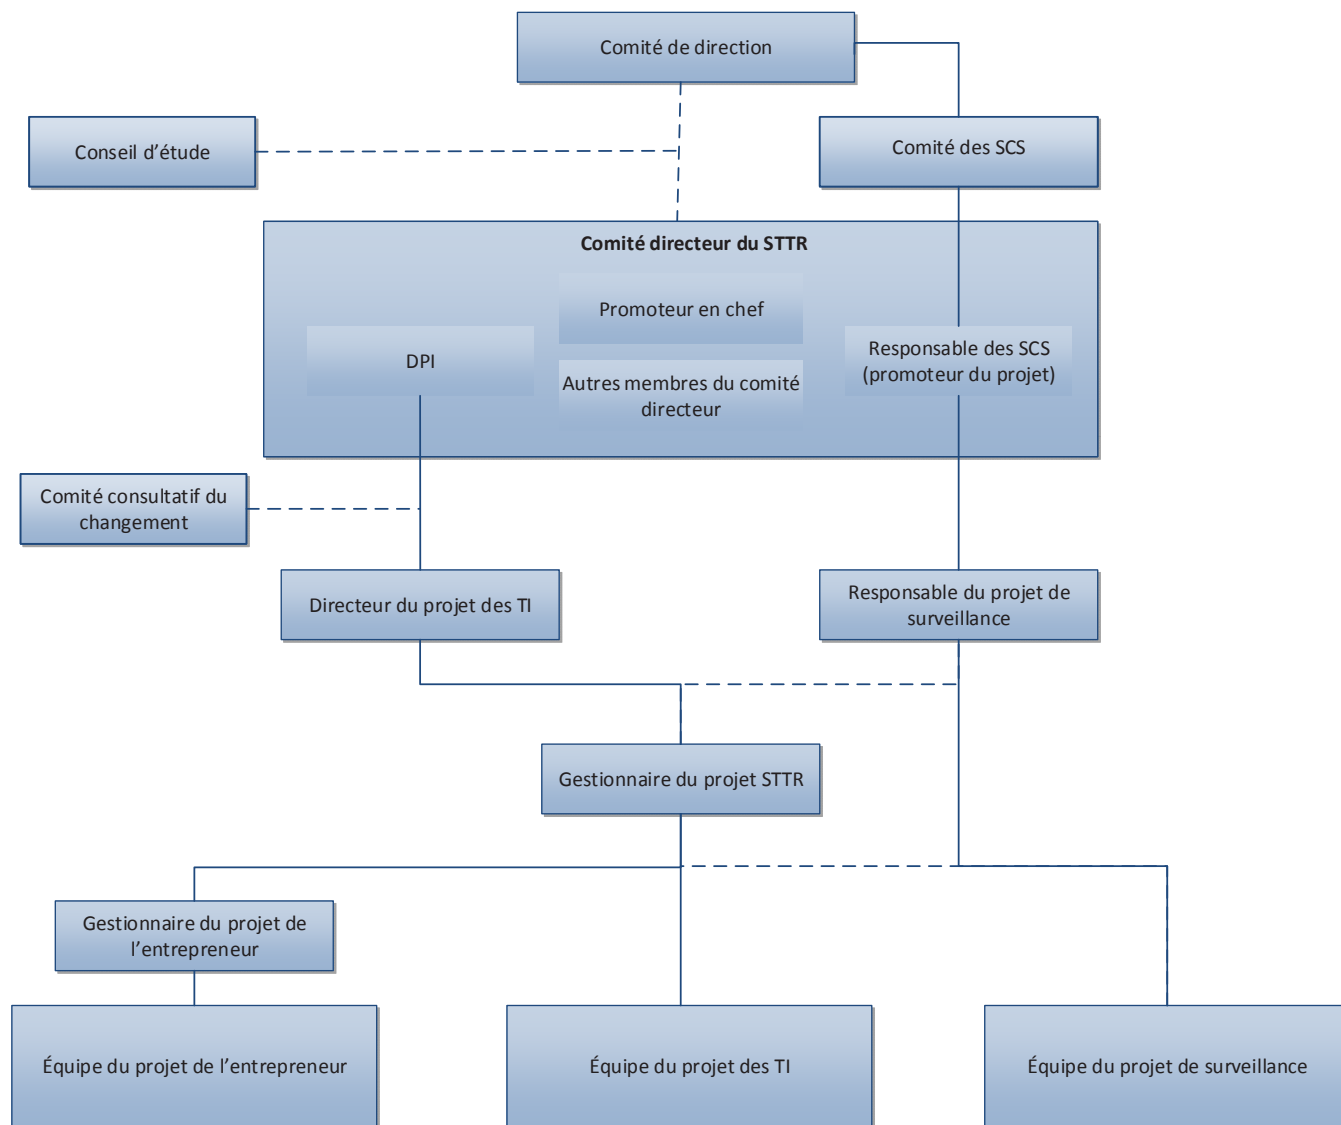 Comité de direction
Conseil d’étude
Comité des SCS
Comité directeur du STTR
Promoteur en chef
DPI
Autres membres du comité
directeur
Responsable des SCS
(promoteur du projet)
Comité consultatif du
changement
Directeur du projet des TI
Responsable du projet de
surveillance
Gestionnaire du projet STTR
Gestionnaire du projet de
l’entrepreneur
Équipe du projet de l’entrepreneur
Équipe du projet des TI
Équipe du projet de surveillance